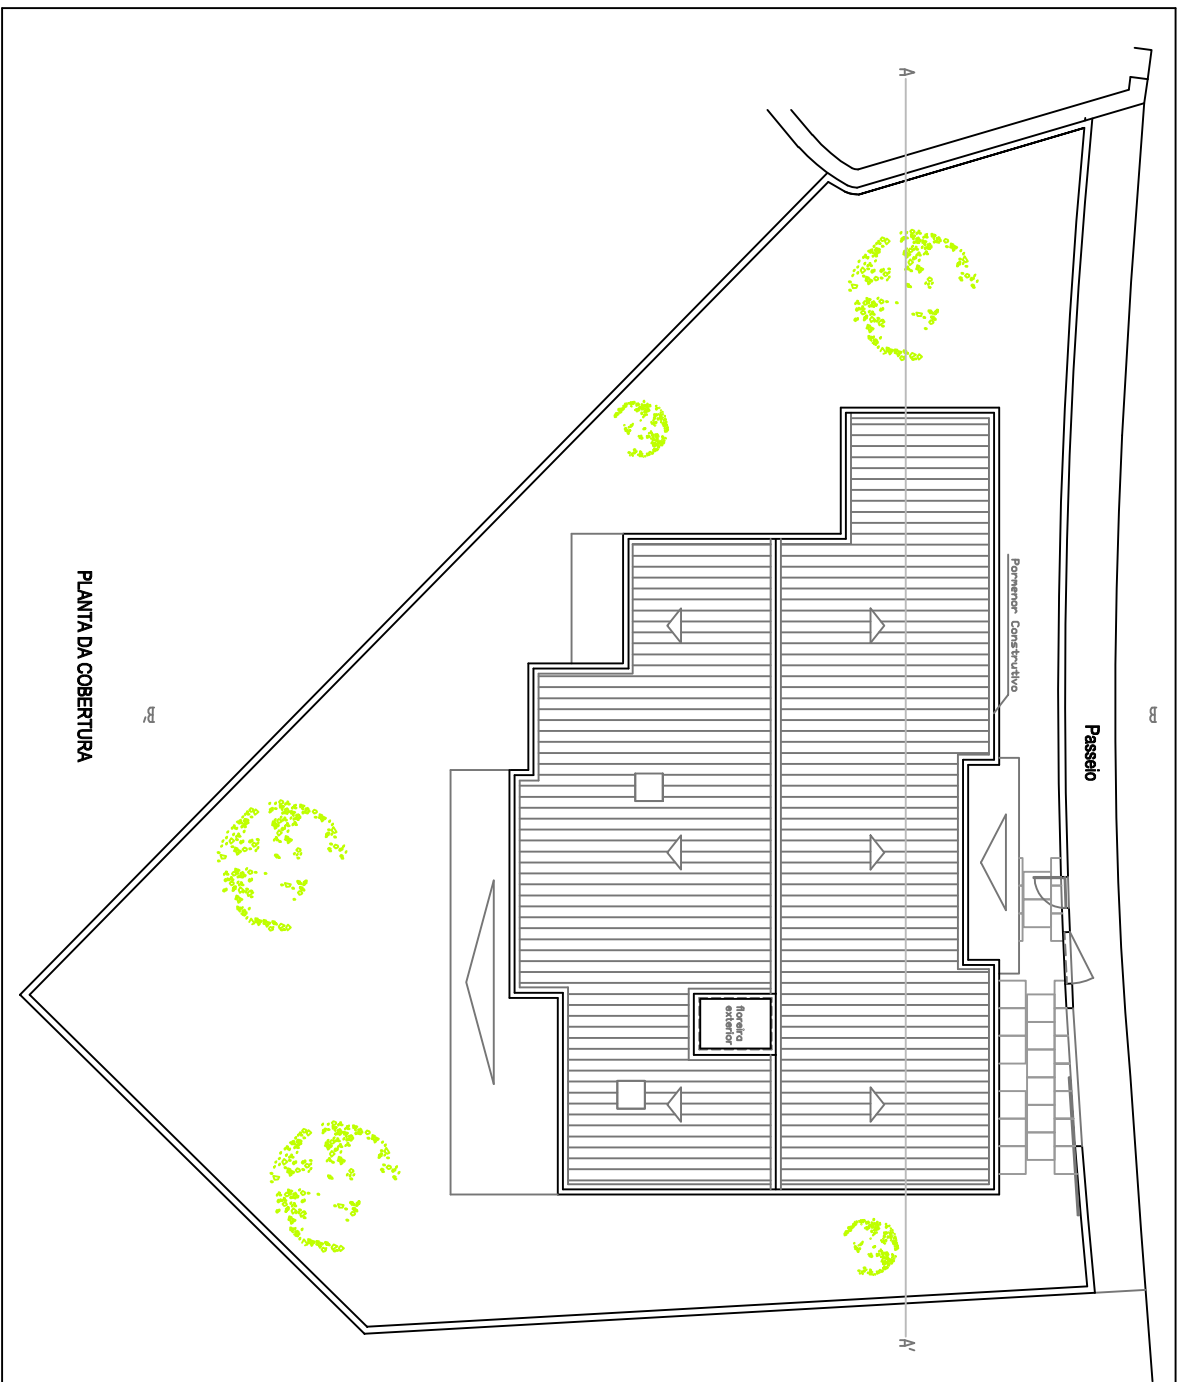 A
Pormenor Construtivo
B
Passeio
B'
PLANTA DA COBERTURA
floreira
exterior
A'